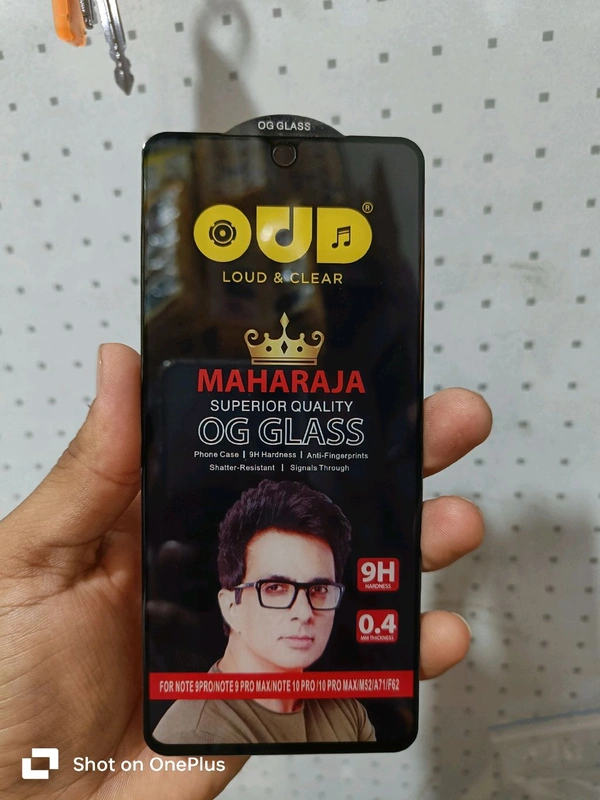 OG GLASS
OUD®
LOUD & CLEAR
MAHARAJA
SUPERIOR QUALITY
OG GLASS
Phone Case | 9H Hardness | Anti-Fingerprints
Shatter-Resistant | Signals Through
9H
HARDNESS
0.4
MM THICKNESS
FOR NOTE 9PRO/NOTE 9 PRO MAX/NOTE 10 PRO /10 PRO MAX/M52/A71/F62
Shot on OnePlus